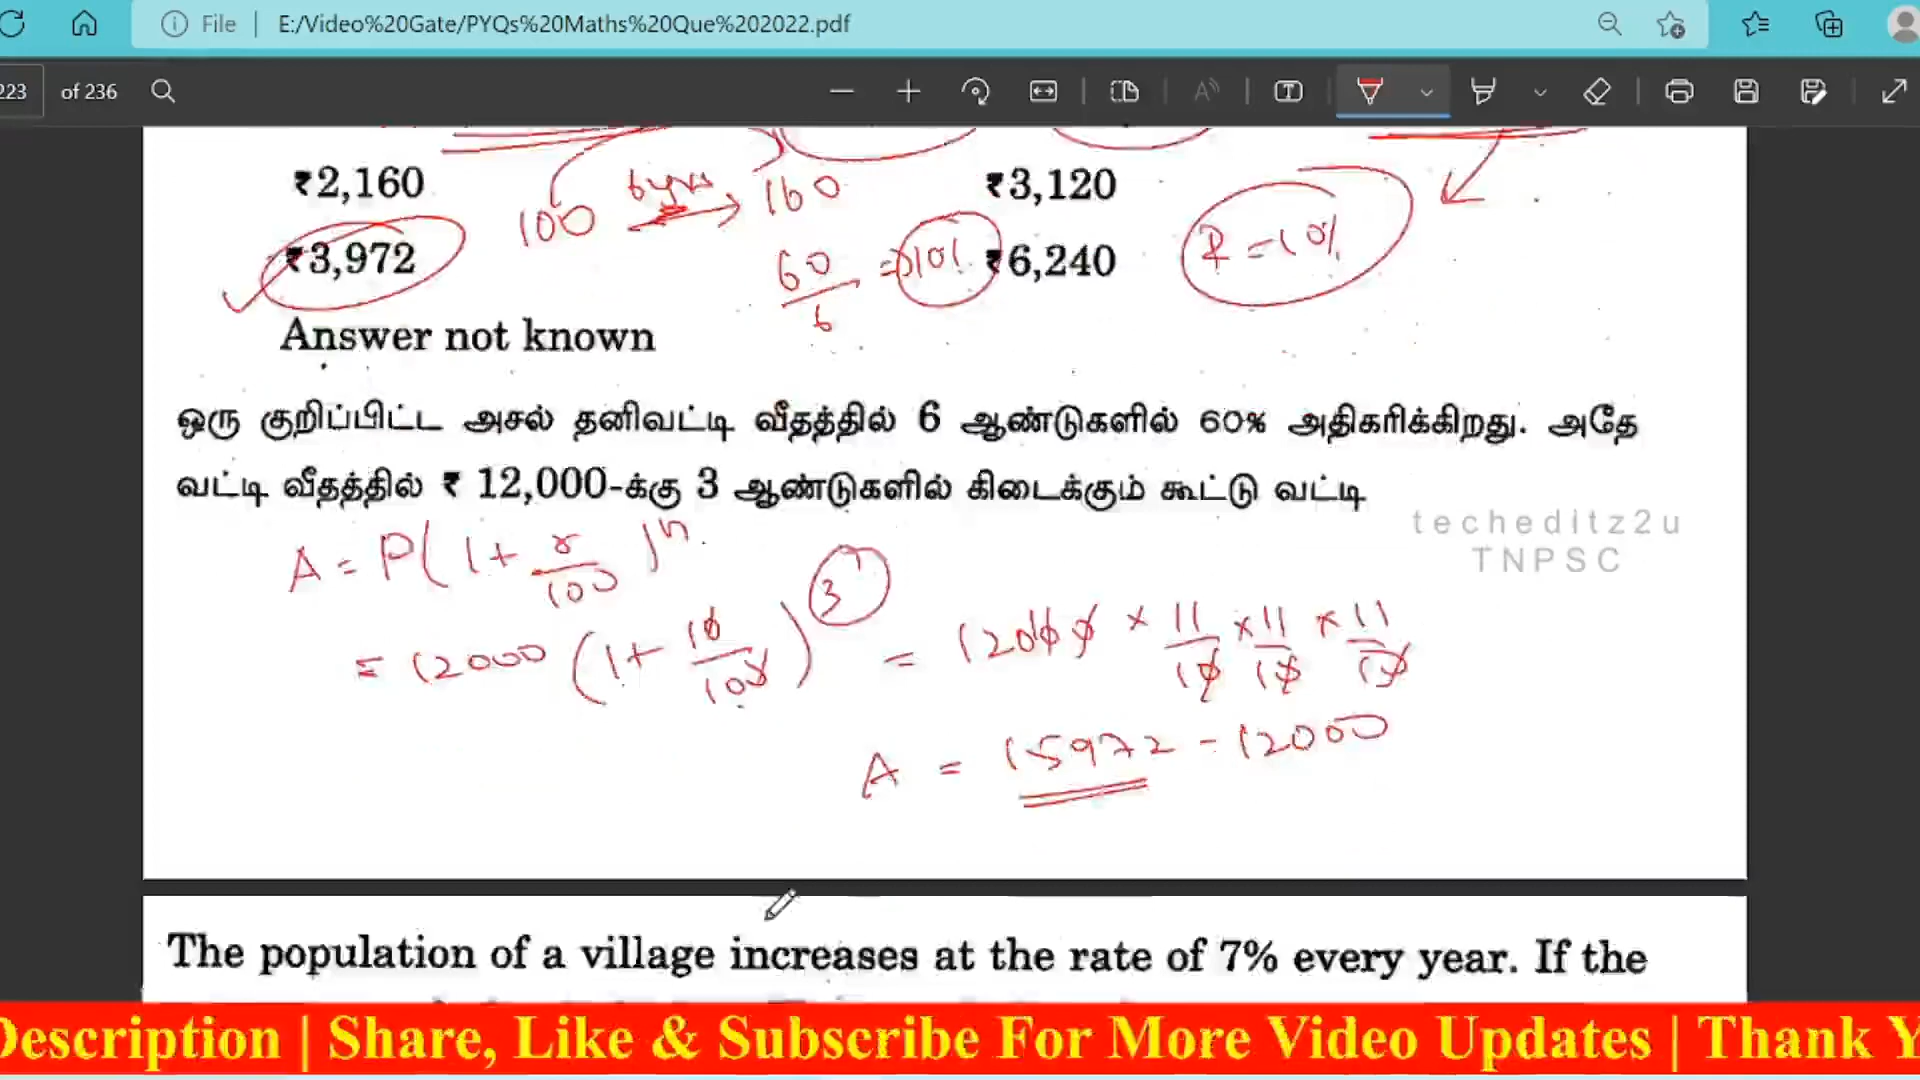 File | E:/Video%20Gate/PYQs%20Maths%20Que%202022.pdf
223 of 236
₹2,160 ₹3,120
100 6yrs 160
₹3,972 ₹6,240
60/6 = 10% R = 10%
Answer not known
ஒரு குறிப்பிட்ட அசல் தனிவட்டி வீதத்தில் 6 ஆண்டுகளில் 60% அதிகரிக்கிறது. அதே
வட்டி வீதத்தில் ₹ 12,000-க்கு 3 ஆண்டுகளில் கிடைக்கும் கூட்டு வட்டி
techeditz2u
TNPSC
A = P(1 + r/100)^n
= 12000 (1 + 10/100)^3 = 12000 × 11/10 × 11/10 × 11/10
A = 15972 - 12000
The population of a village increases at the rate of 7% every year. If the
Description | Share, Like & Subscribe For More Video Updates | Thank Y